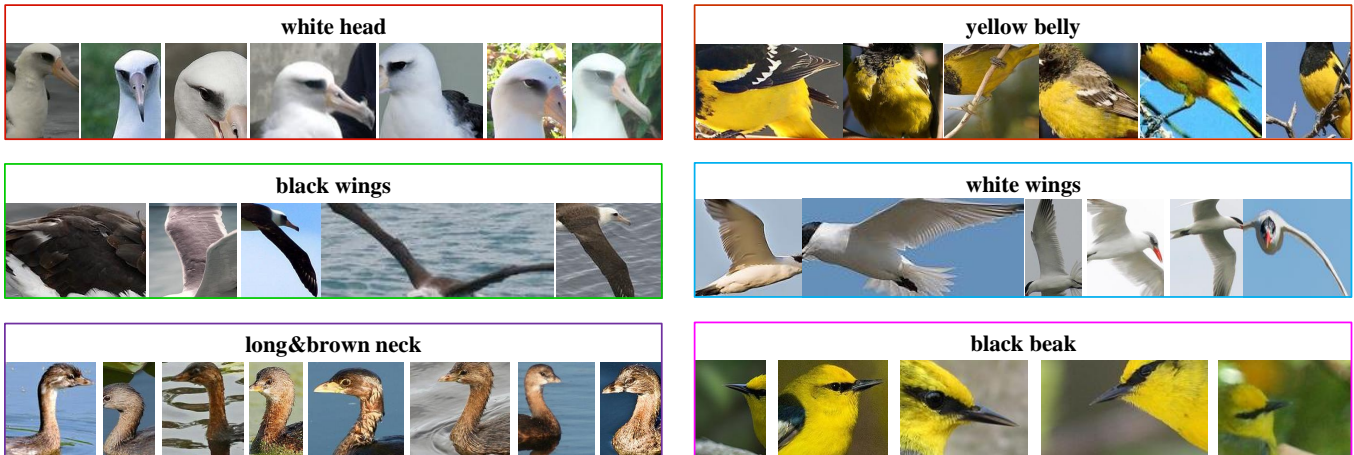 white head
yellow belly
black wings
white wings
long&brown neck
black beak